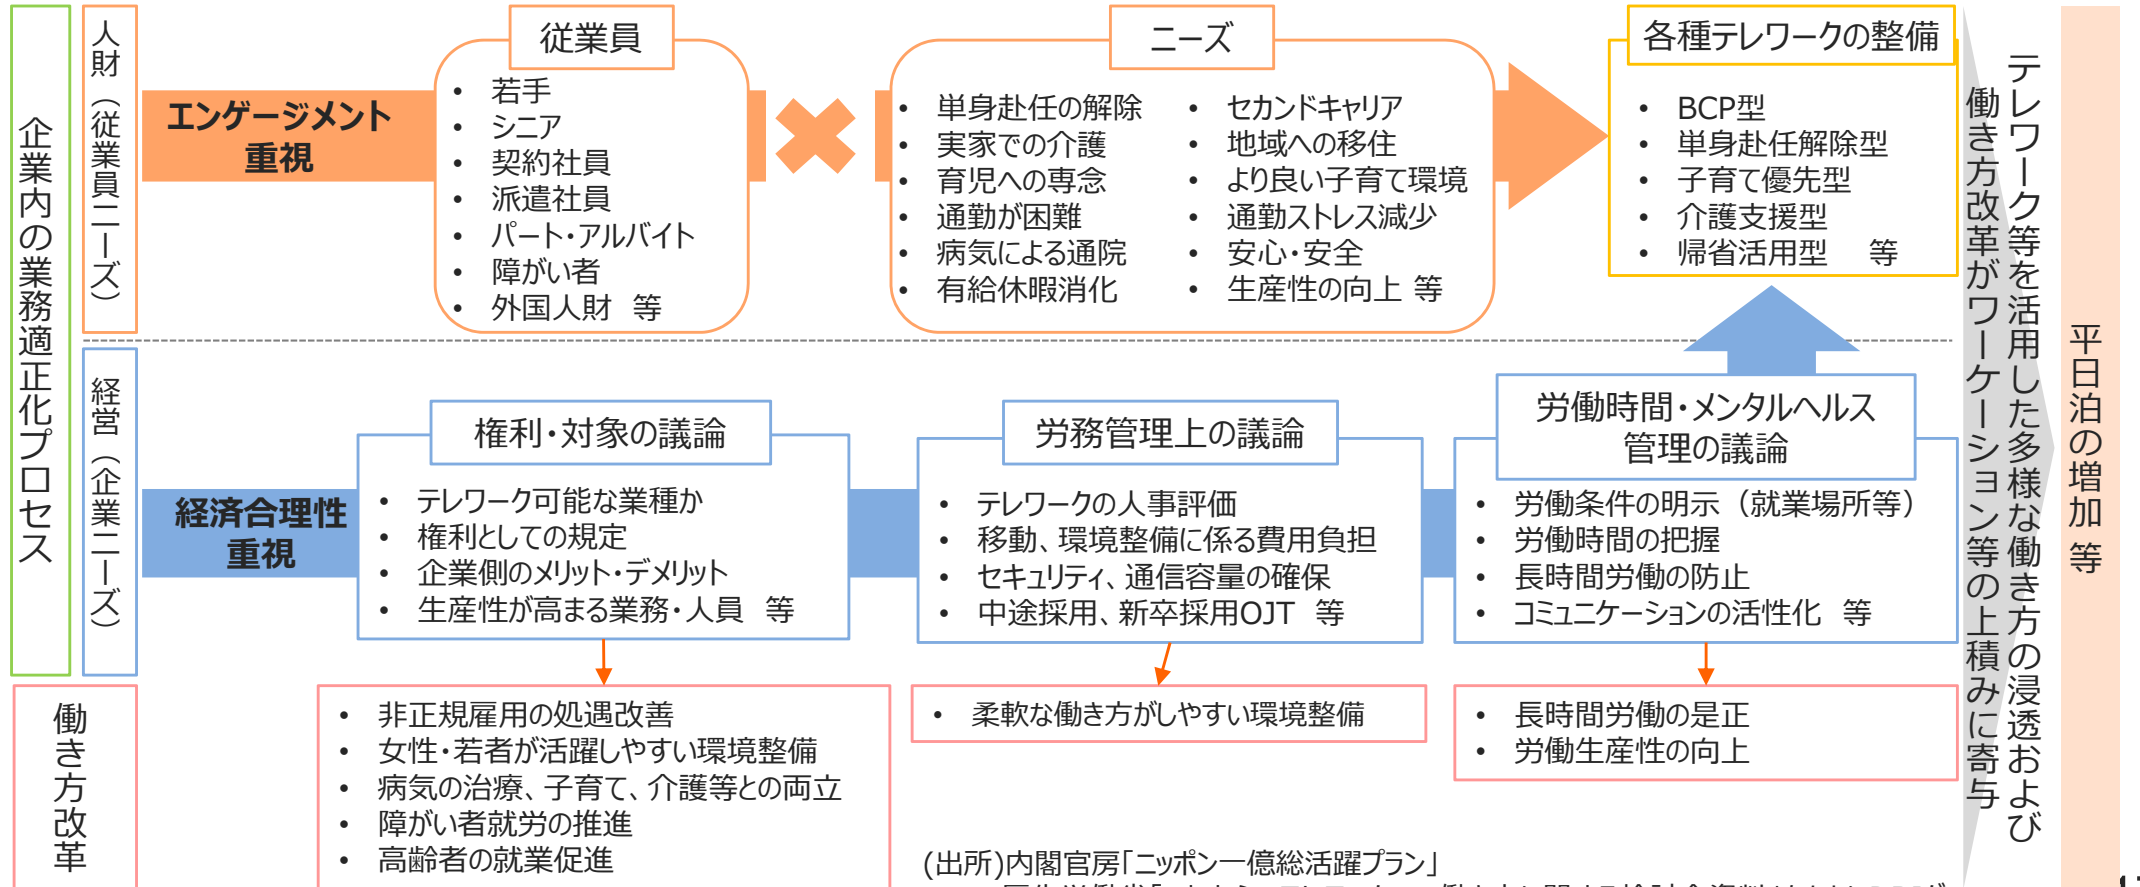 企業内の業務適正化プロセス
人財（従業員ニーズ）
エンゲージメント
重視
従業員
• 若手
• シニア
• 契約社員
• 派遣社員
• パート・アルバイト
• 障がい者
• 外国人財　等
ニーズ
• 単身赴任の解除
• 実家での介護
• 育児への専念
• 通勤が困難
• 病気による通院
• 有給休暇消化
• セカンドキャリア
• 地域への移住
• より良い子育て環境
• 通勤ストレス減少
• 安心・安全
• 生産性の向上 等
各種テレワークの整備
• BCP型
• 単身赴任解除型
• 子育て優先型
• 介護支援型
• 帰省活用型　等
経営（企業ニーズ）
経済合理性
重視
権利・対象の議論
• テレワーク可能な業種か
• 権利としての規定
• 企業側のメリット・デメリット
• 生産性が高まる業務・人員　等
労務管理上の議論
• テレワークの人事評価
• 移動、環境整備に係る費用負担
• セキュリティ、通信容量の確保
• 中途採用、新卒採用OJT　等
労働時間・メンタルヘルス
管理の議論
• 労働条件の明示（就業場所等）
• 労働時間の把握
• 長時間労働の防止
• コミュニケーションの活性化　等
働き方改革
• 非正規雇用の処遇改善
• 女性・若者が活躍しやすい環境整備
• 病気の治療、子育て、介護等との両立
• 障がい者就労の推進
• 高齢者の就業促進
• 柔軟な働き方がしやすい環境整備
• 長時間労働の是正
• 労働生産性の向上
テレワーク等を活用した多様な働き方の浸透および
働き方改革がワーケーション等の上積みに寄与
平日泊の増加 等
(出所)内閣官房「ニッポン一億総活躍プラン」